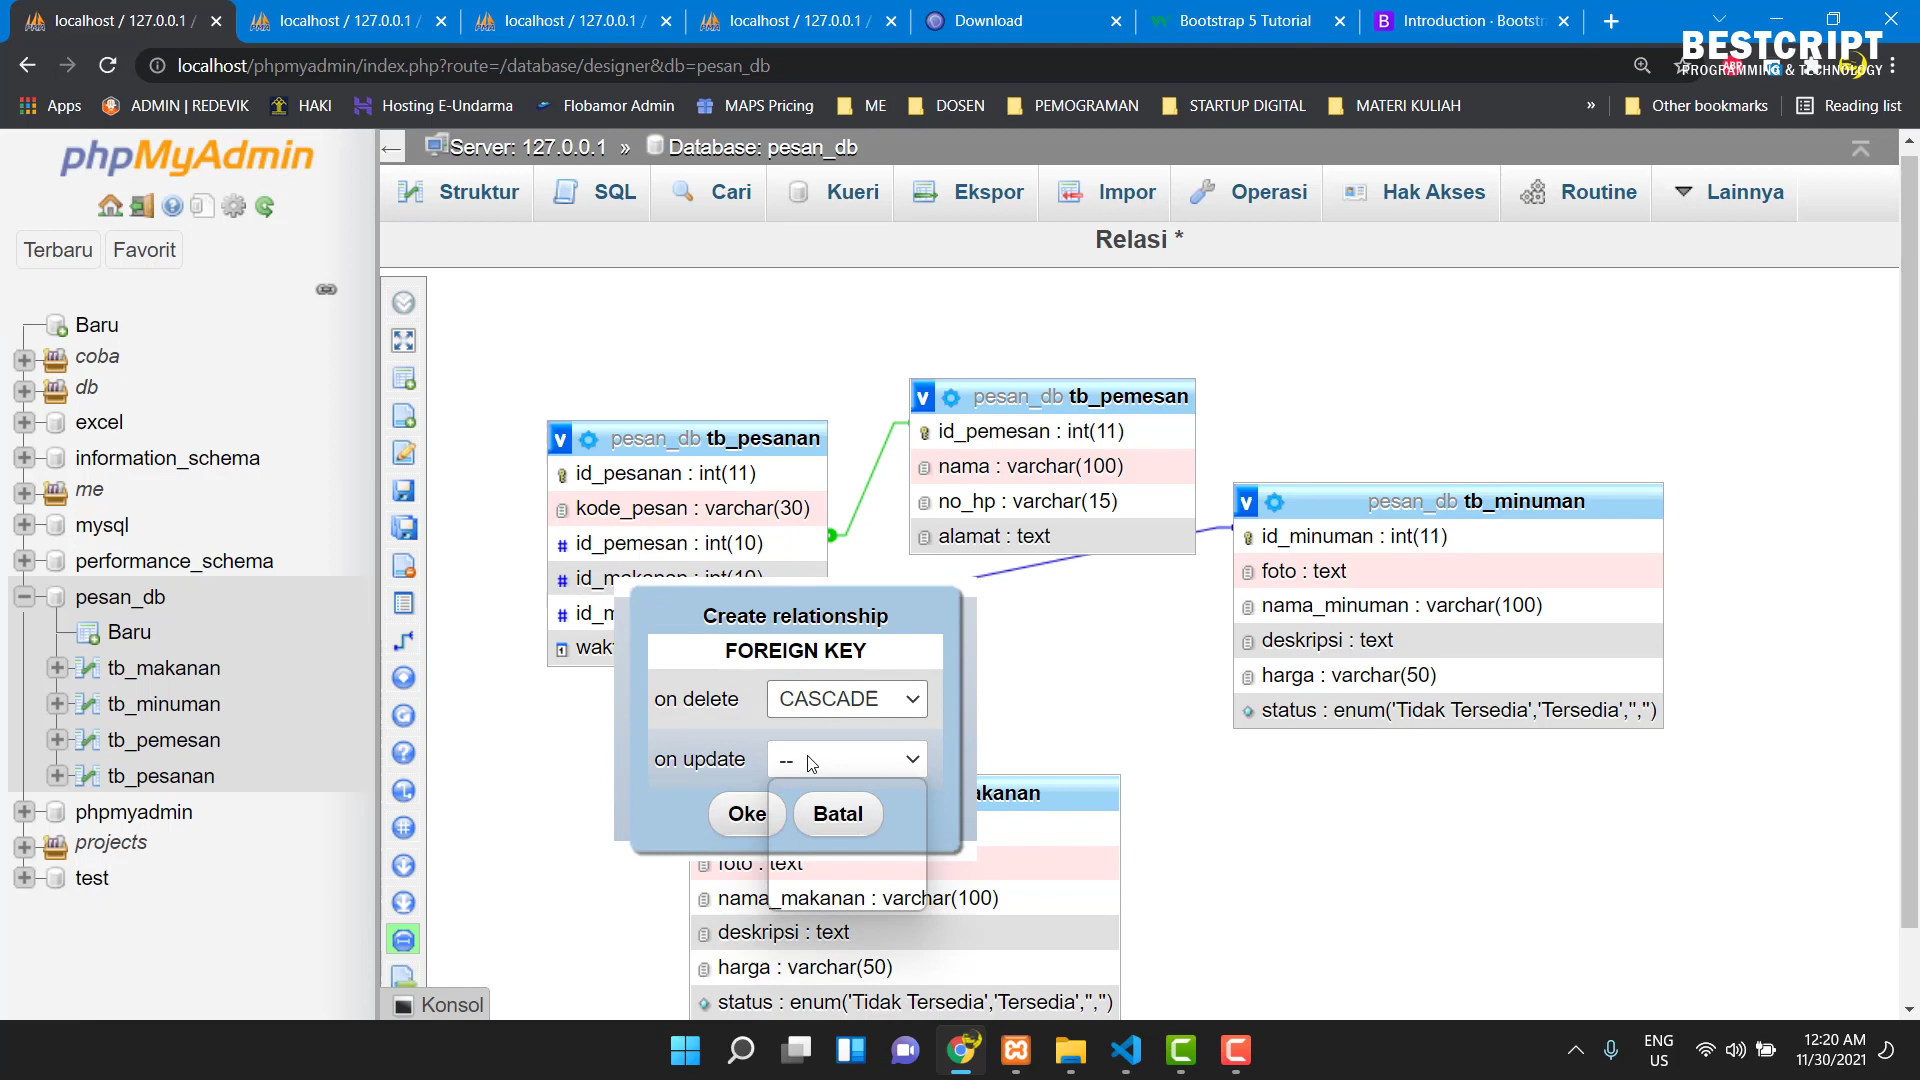 localhost / 127.0.0.1 /
localhost / 127.0.0.1 /
localhost / 127.0.0.1 /
localhost / 127.0.0.1 /
Download
Bootstrap 5 Tutorial
Introduction · Bootstr
BESTCRIPT
PROGRAMMING & TECHNOLOGY
localhost/phpmyadmin/index.php?route=/database/designer&db=pesan_db
Apps
ADMIN | REDEVIK
HAKI
Hosting E-Undarma
Flobamor Admin
MAPS Pricing
ME
DOSEN
PEMOGRAMAN
STARTUP DIGITAL
MATERI KULIAH
»
Other bookmarks
Reading list
phpMyAdmin
Server: 127.0.0.1 » Database: pesan_db
Struktur
SQL
Cari
Kueri
Ekspor
Impor
Operasi
Hak Akses
Routine
Lainnya
Relasi *
Terbaru
Favorit
Baru
coba
db
excel
information_schema
me
mysql
performance_schema
pesan_db
Baru
tb_makanan
tb_minuman
tb_pemesan
tb_pesanan
phpmyadmin
projects
test
v pesan_db tb_pesanan
id_pesanan : int(11)
kode_pesan : varchar(30)
# id_pemesan : int(10)
# id_makanan : int(10)
# id_m
wakt
v pesan_db tb_pemesan
id_pemesan : int(11)
nama : varchar(100)
no_hp : varchar(15)
alamat : text
v pesan_db tb_minuman
id_minuman : int(11)
foto : text
nama_minuman : varchar(100)
deskripsi : text
harga : varchar(50)
status : enum('Tidak Tersedia','Tersedia','','')
Create relationship
FOREIGN KEY
on delete
CASCADE
on update
--
Oke
Batal
akanan
foto : text
nama_makanan : varchar(100)
deskripsi : text
harga : varchar(50)
status : enum('Tidak Tersedia','Tersedia','','')
Konsol
ENG
US
12:20 AM
11/30/2021